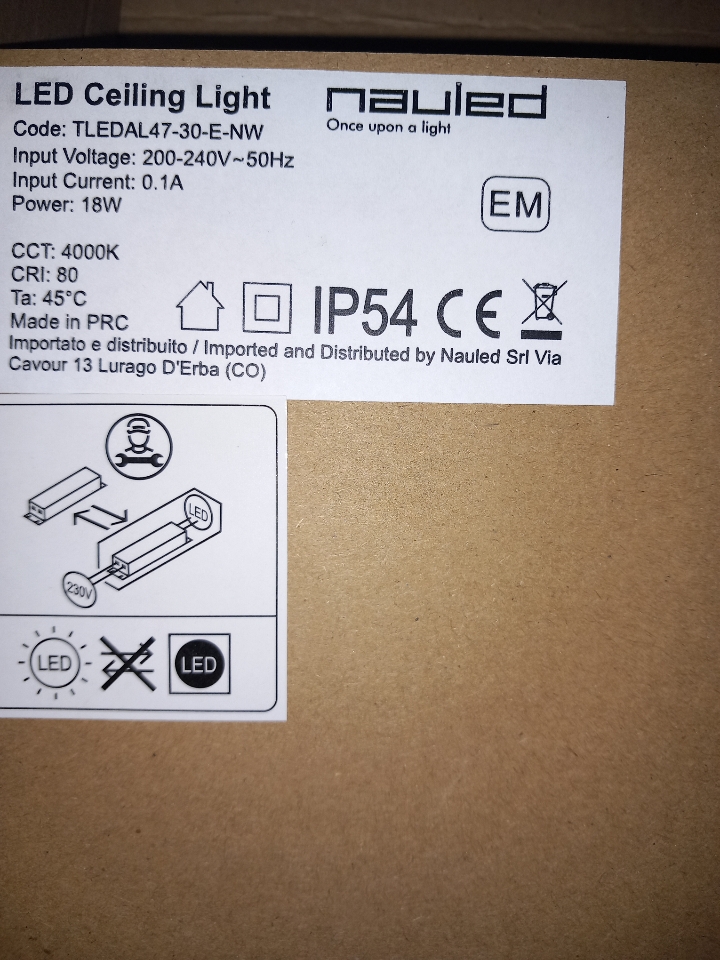 LED Ceiling Light
nauled
Once upon a light
Code: TLEDAL47-30-E-NW
Input Voltage: 200-240V~50Hz
Input Current: 0.1A
Power: 18W
EM
CCT: 4000K
CRI: 80
Ta: 45°C
Made in PRC
IP54 CE
Importato e distribuito / Imported and Distributed by Nauled Srl Via
Cavour 13 Lurago D'Erba (CO)
LED
230V
LED
LED